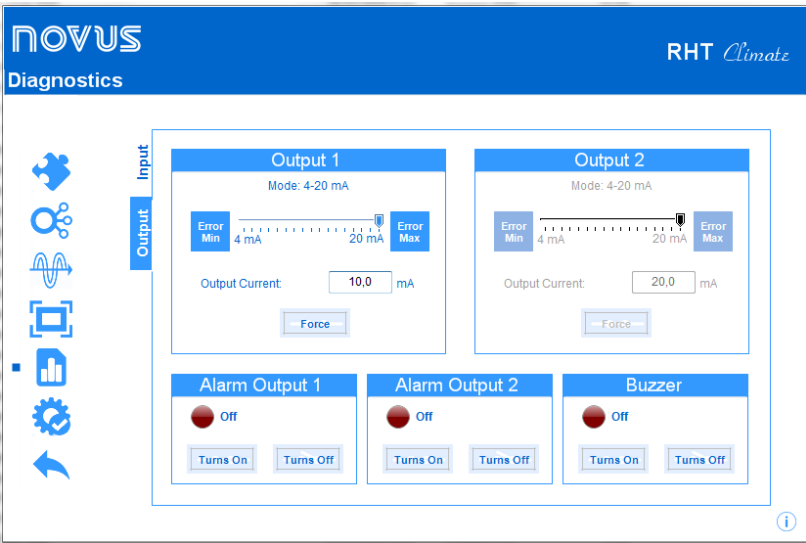 NOVUS
RHT Climate
Diagnostics
Input
Output
Output 1
Mode: 4-20 mA
Error Min
4 mA
20 mA
Error Max
Output Current:
10,0
mA
Force
Output 2
Mode: 4-20 mA
Error Min
4 mA
20 mA
Error Max
Output Current:
20,0
mA
Force
Alarm Output 1
Off
Turns On
Turns Off
Alarm Output 2
Off
Turns On
Turns Off
Buzzer
Off
Turns On
Turns Off
i